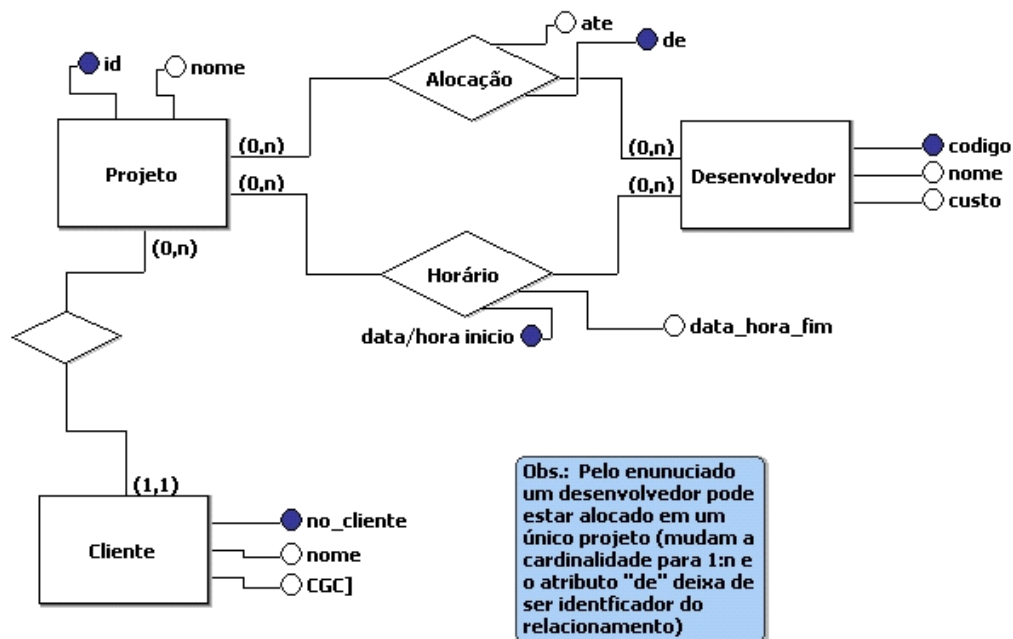 ate
de
id
nome
Alocação
(0,n)
(0,n)
codigo
Projeto
(0,n)
(0,n)
Desenvolvedor
nome
custo
(0,n)
Horário
data/hora inicio
data_hora_fim
(1,1)
no_cliente
Cliente
nome
CGC]
Obs.: Pelo enunuciado
um desenvolvedor pode
estar alocado em um
único projeto (mudam a
cardinalidade para 1:n e
o atributo "de" deixa de
ser identficador do
relacionamento)